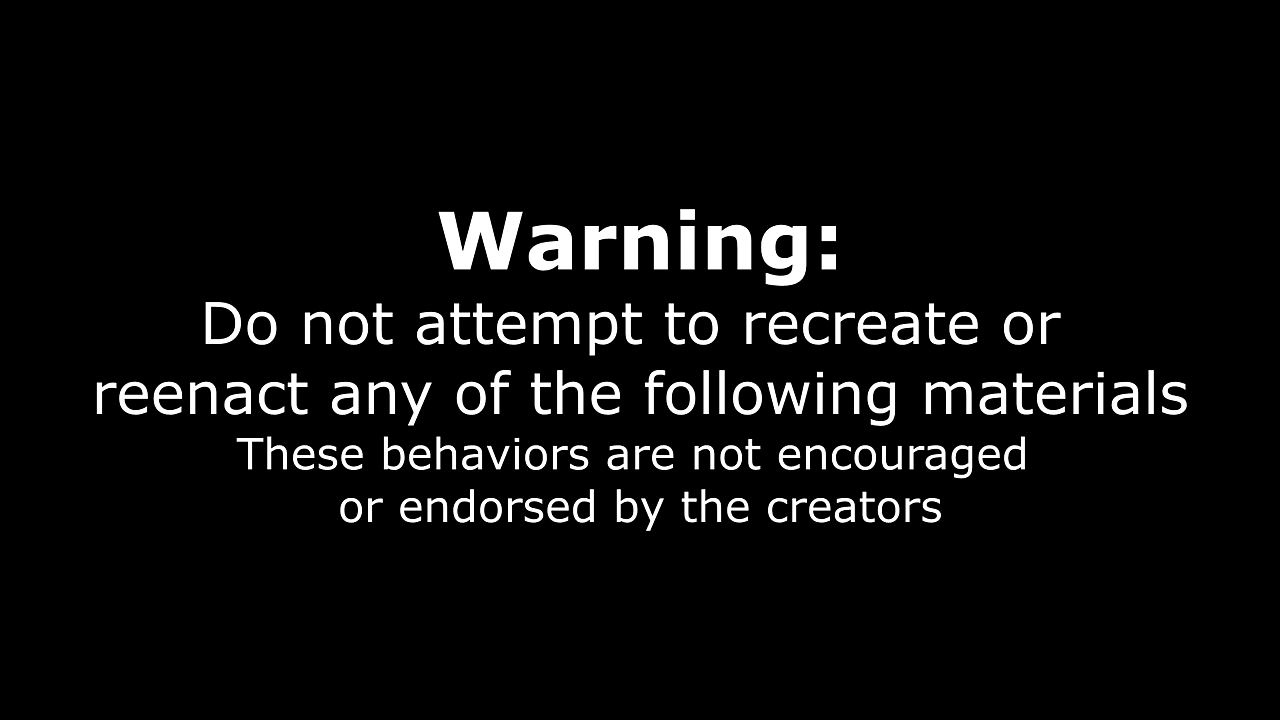 Warning:
Do not attempt to recreate or
reenact any of the following materials
These behaviors are not encouraged
or endorsed by the creators